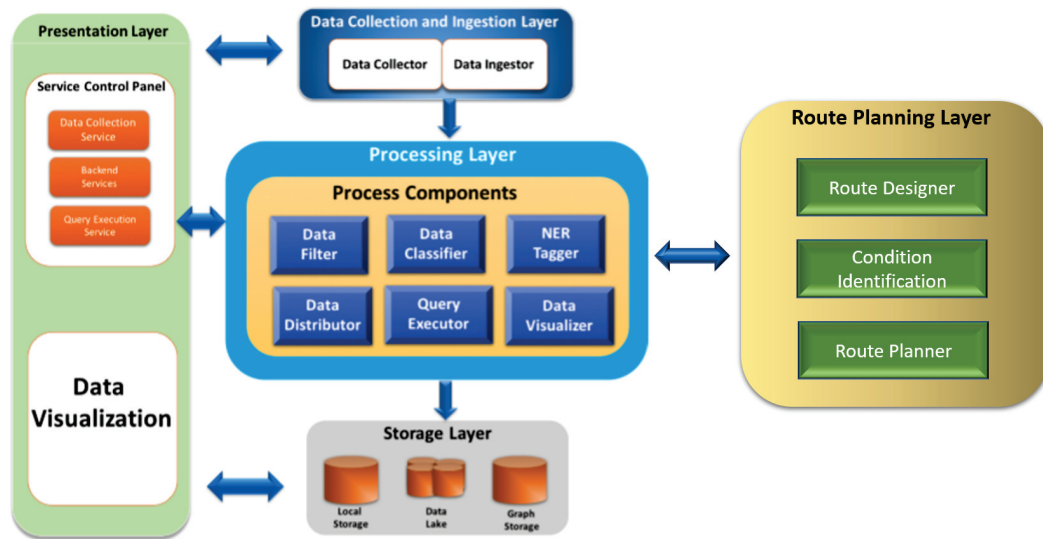 Presentation Layer
Service Control Panel
Data Collection
Service
Backend
Services
Query Execution
Service
Data
Visualization
Data Collection and Ingestion Layer
Data Collector
Data Ingestor
Processing Layer
Process Components
Data
Filter
Data
Classifier
NER
Tagger
Data
Distributor
Query
Executor
Data
Visualizer
Storage Layer
Local
Storage
Data
Lake
Graph
Storage
Route Planning Layer
Route Designer
Condition
Identification
Route Planner